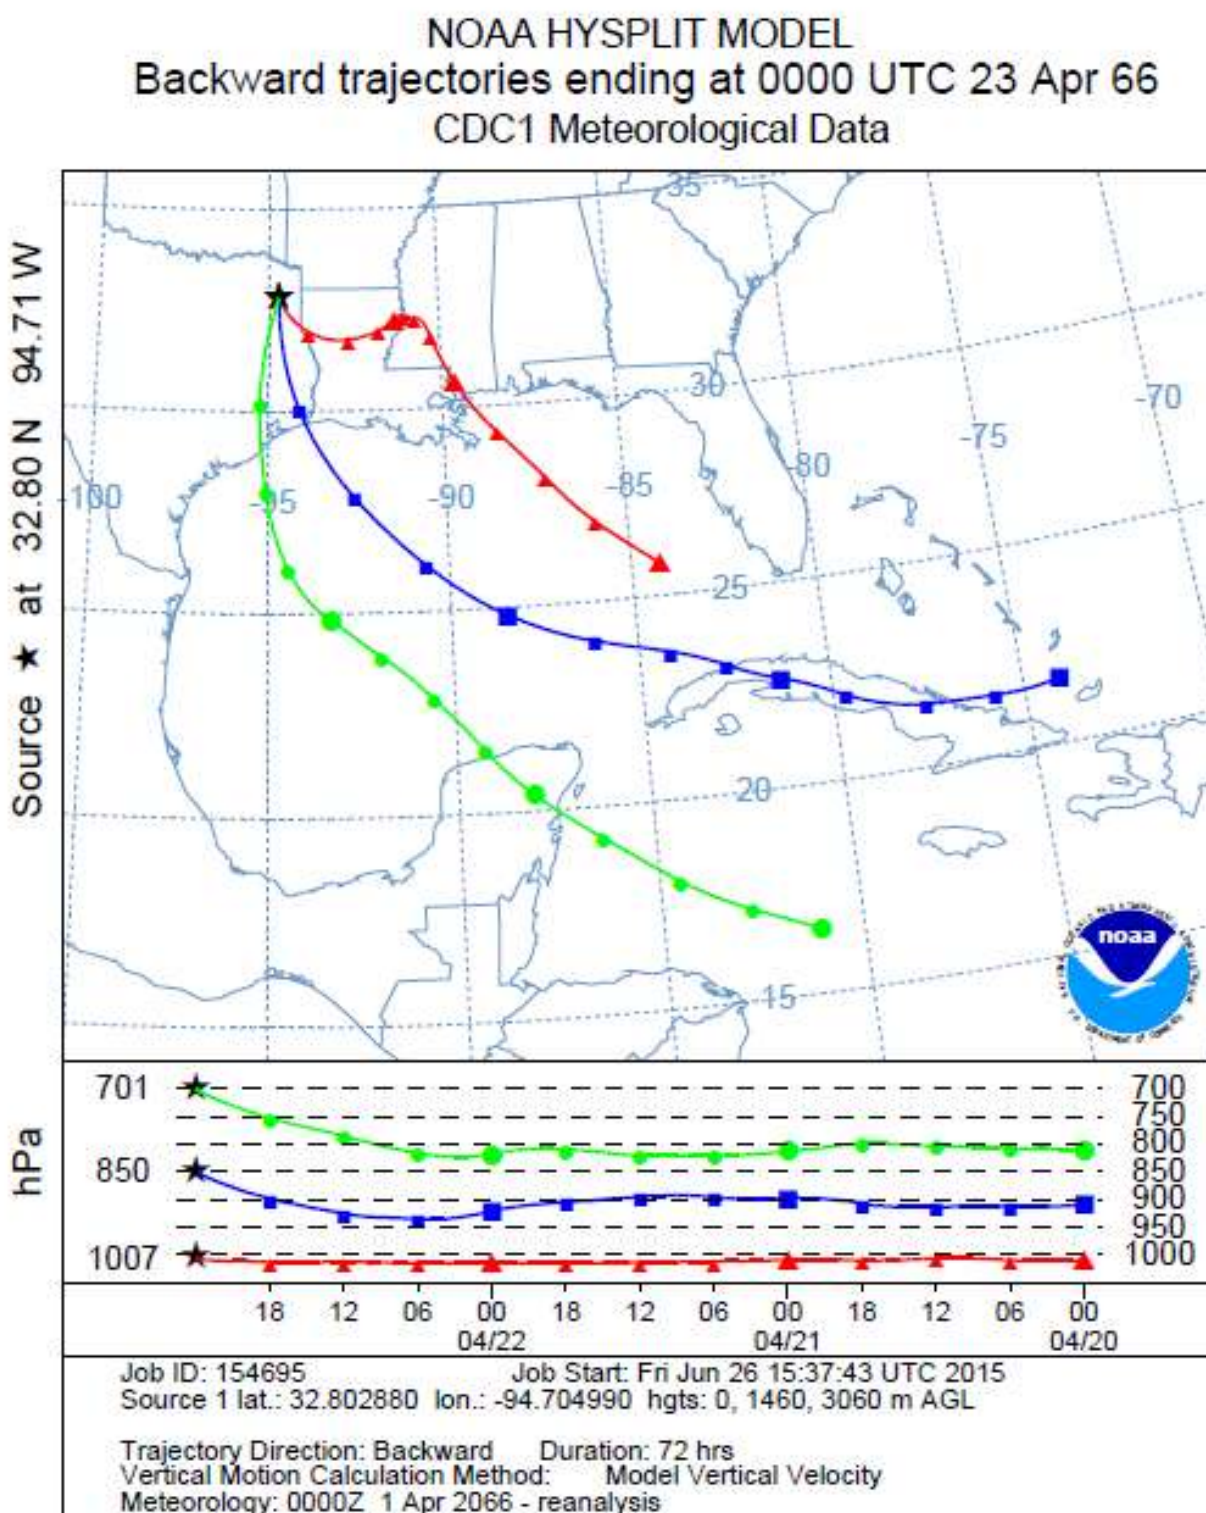 NOAA HYSPLIT MODEL
Backward trajectories ending at 0000 UTC 23 Apr 66
CDC1 Meteorological Data
Source ★ at 32.80 N 94.71 W
35
30
-70
-75
-80
-85
-90
-95
-100
25
20
15
noaa
hPa
701
850
1007
700
750
800
850
900
950
1000
18 12 06 00 18 12 06 00 18 12 06 00
04/22 04/21 04/20
Job ID: 154695 Job Start: Fri Jun 26 15:37:43 UTC 2015
Source 1 lat.: 32.802880 lon.: -94.704990 hgts: 0, 1460, 3060 m AGL
Trajectory Direction: Backward Duration: 72 hrs
Vertical Motion Calculation Method: Model Vertical Velocity
Meteorology: 0000Z 1 Apr 2066 - reanalysis